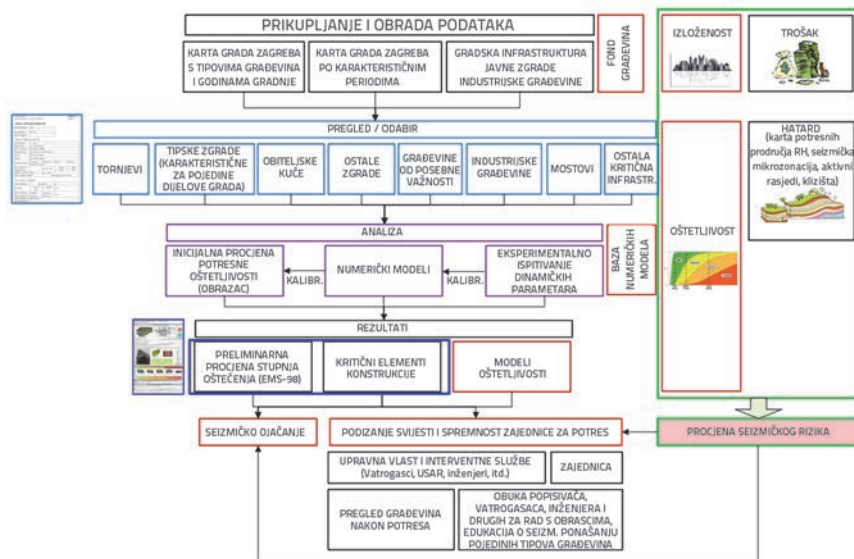 PRIKUPLJANJE I OBRADA PODATAKA
KARTA GRADA ZAGREBA
S TIPOVIMA GRAĐEVINA
I GODINAMA GRADNJE
KARTA GRADA ZAGREBA
PO KARAKTERISTIČNIM
PERIODIMA
GRADSKA INFRASTRUKTURA
JAVNE ZGRADE
INDUSTRIJSKE GRAĐEVINE
FOND
GRAĐEVINA
IZLOŽENOST
TROŠAK
PREGLED / ODABIR
TORNJEVI
TIPSKE ZGRADE
(KARAKTERISTIČNE
ZA POJEDINE
DIJELOVE GRADA)
OBITELJSKE
KUČE
OSTALE
ZGRADE
GRAĐEVINE
OD POSEBNE
VAŽNOSTI
INDUSTRIJSKE
GRAĐEVINE
MOSTOVI
OSTALA
KRITIČNA
INFRASTR.
HATARD
(karta potresnih
prodručja RH, seizmička
mikrozonacija, aktivni
rasjedi, klizišta)
OŠTETLJIVOST
ANALIZA
INICIJALNA PROCJENA
POTRESNE
OŠTETLJIVOSTI
(OBRAZAC)
KALIBR.
NUMERIČKI MODELI
KALIBR.
EKSPERIMENTALNO
ISPITIVANJE
DINAMIČKIH
PARAMETARA
BAZA
NUMERIČKIH
MODELA
REZULTATI
PRELIMINARNA
PROCJENA STUPNJA
OŠTEĆENJA (EMS-98)
KRITIČNI ELEMENTI
KONSTRUKCIJE
MODELI
OŠTETLJIVOSTI
SEIZMIČKO OJAČANJE
PODIZANJE SVIJESTI I SPREMNOST ZAJEDNICE ZA POTRES
PROCJENA SEIZMIČKOG RIZIKA
UPRAVNA VLAST I INTERVENTNE SLUŽBE
(Vatrogasci, USAR, inženjeri, itd.)
ZAJEDNICA
PREGLED GRAĐEVINA
NAKON POTRESA
OBUKA POPISIVAČA,
VATROGASACA, INŽENJERA I
DRUGIH ZA RAD S OBRASCIMA,
EDUKACIJA O SEIZM. PONAŠANJU
POJEDINIH TIPOVA GRAĐEVINA